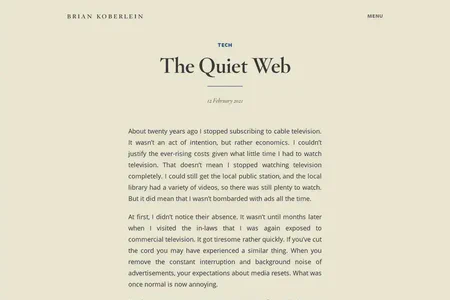 BRIAN KOBERLEIN
MENU
TECH
The Quiet Web
12 February 2021
About twenty years ago I stopped subscribing to cable television.
It wasn't an act of intention, but rather economics. I couldn't
justify the ever-rising costs given what little time I had to watch
television. That doesn't mean I stopped watching television
completely. I could still get the local public station, and the local
library had a variety of videos, so there was still plenty to watch.
But it did mean that I wasn't bombarded with ads all the time.
At first, I didn't notice their absence. It wasn't until months later
when I visited the in-laws that I was again exposed to
commercial television. It got tiresome rather quickly. If you've cut
the cord you may have experienced a similar thing. When you
remove the constant interruption and background noise of
advertisements, your expectations about media resets. What was
once normal is now annoying.